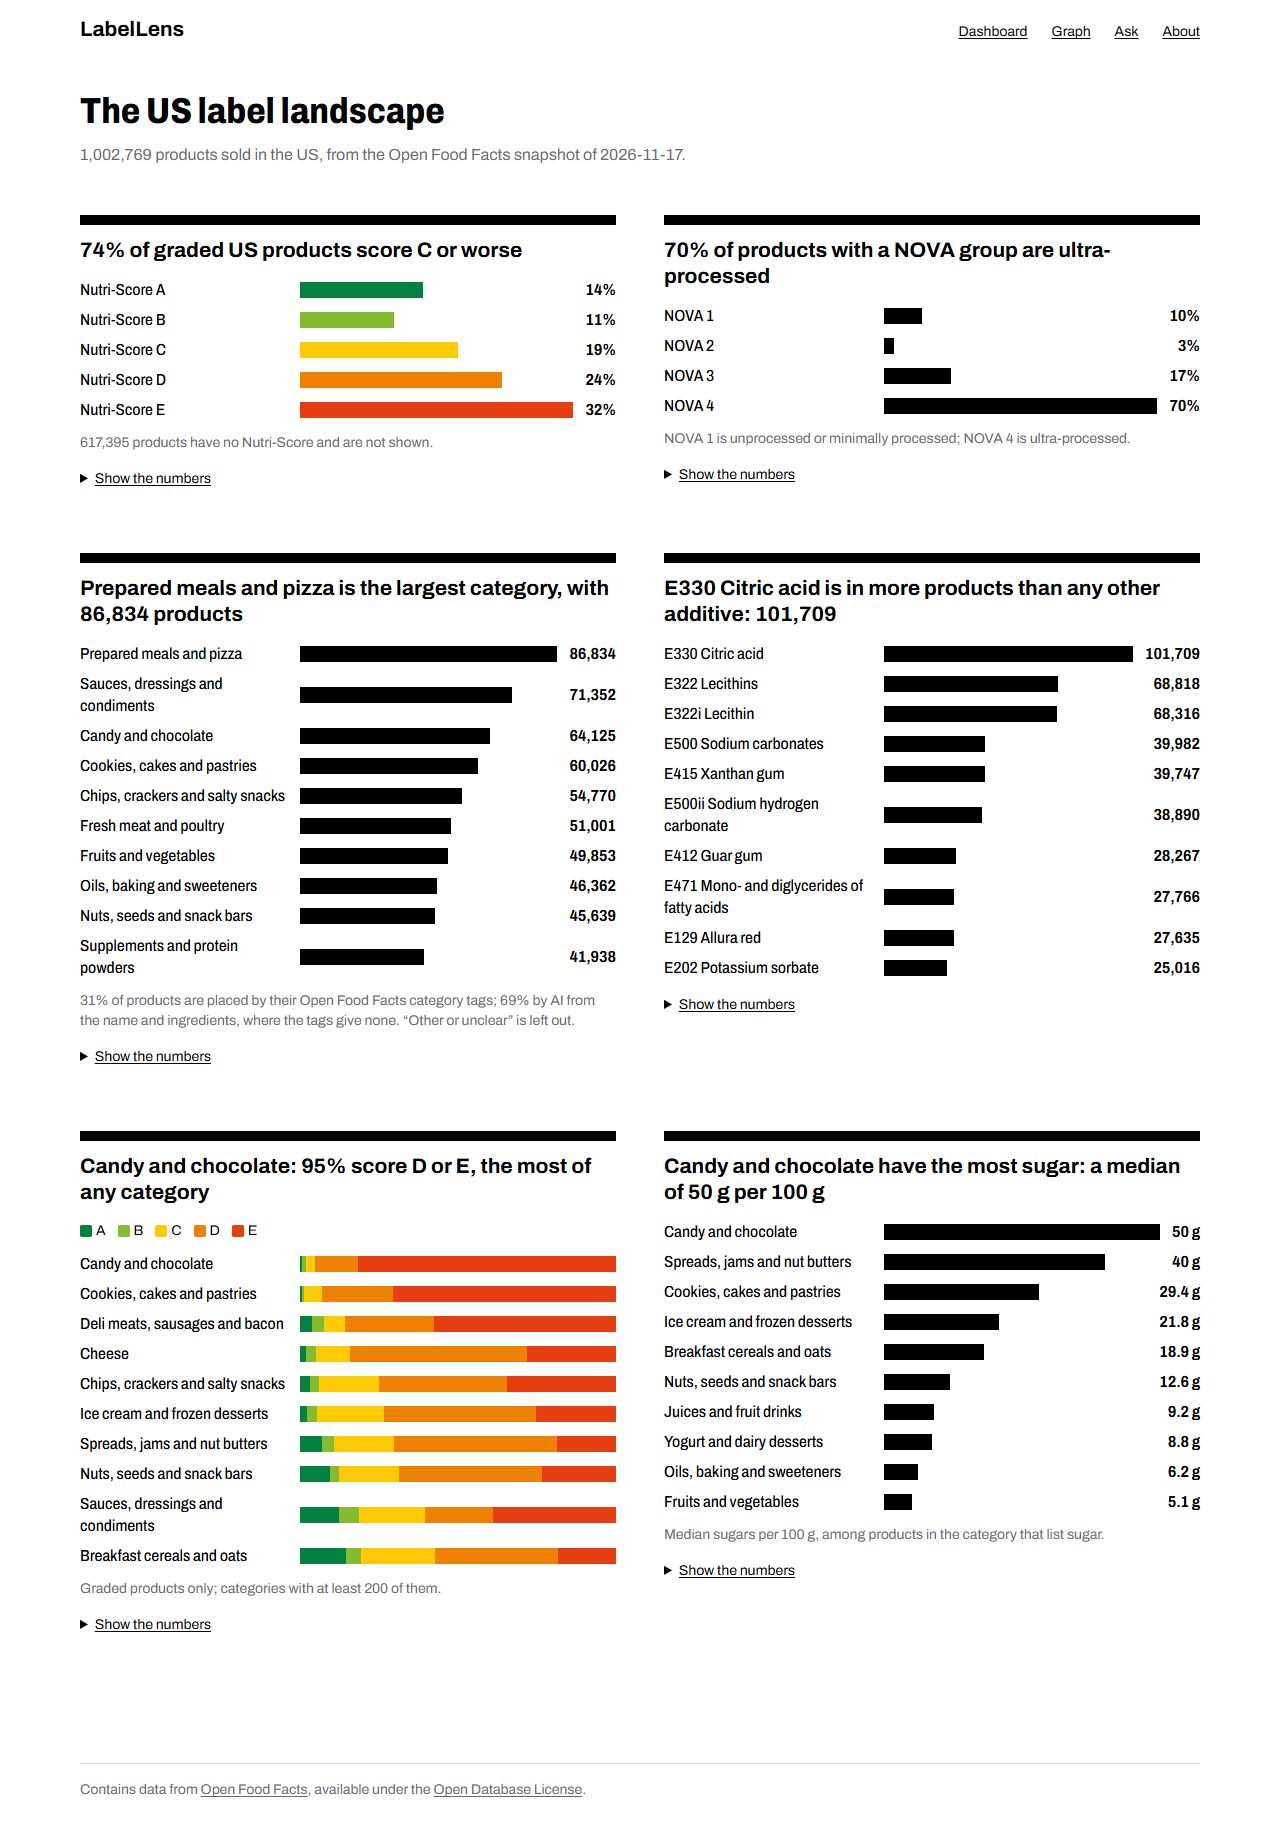 LabelLens
Dashboard Graph Ask About
The US label landscape
1,002,769 products sold in the US, from the Open Food Facts snapshot of 2026-11-17.
74% of graded US products score C or worse
Nutri-Score A 14%
Nutri-Score B 11%
Nutri-Score C 19%
Nutri-Score D 24%
Nutri-Score E 32%
617,395 products have no Nutri-Score and are not shown.
Show the numbers
70% of products with a NOVA group are ultra-
processed
NOVA 1 10%
NOVA 2 3%
NOVA 3 17%
NOVA 4 70%
NOVA 1 is unprocessed or minimally processed; NOVA 4 is ultra-processed.
Show the numbers
Prepared meals and pizza is the largest category, with
86,834 products
Prepared meals and pizza 86,834
Sauces, dressings and
condiments 71,352
Candy and chocolate 64,125
Cookies, cakes and pastries 60,026
Chips, crackers and salty snacks 54,770
Fresh meat and poultry 51,001
Fruits and vegetables 49,853
Oils, baking and sweeteners 46,362
Nuts, seeds and snack bars 45,639
Supplements and protein
powders 41,938
31% of products are placed by their Open Food Facts category tags; 69% by AI from
the name and ingredients, where the tags give none. “Other or unclear” is left out.
Show the numbers
E330 Citric acid is in more products than any other
additive: 101,709
E330 Citric acid 101,709
E322 Lecithins 68,818
E322i Lecithin 68,316
E500 Sodium carbonates 39,982
E415 Xanthan gum 39,747
E500ii Sodium hydrogen
carbonate 38,890
E412 Guar gum 28,267
E471 Mono- and diglycerides of
fatty acids 27,766
E129 Allura red 27,635
E202 Potassium sorbate 25,016
Show the numbers
Candy and chocolate: 95% score D or E, the most of
any category
A B C D E
Candy and chocolate
Cookies, cakes and pastries
Deli meats, sausages and bacon
Cheese
Chips, crackers and salty snacks
Ice cream and frozen desserts
Spreads, jams and nut butters
Nuts, seeds and snack bars
Sauces, dressings and
condiments
Breakfast cereals and oats
Graded products only; categories with at least 200 of them.
Show the numbers
Candy and chocolate have the most sugar: a median
of 50 g per 100 g
Candy and chocolate 50 g
Spreads, jams and nut butters 40 g
Cookies, cakes and pastries 29.4 g
Ice cream and frozen desserts 21.8 g
Breakfast cereals and oats 18.9 g
Nuts, seeds and snack bars 12.6 g
Juices and fruit drinks 9.2 g
Yogurt and dairy desserts 8.8 g
Oils, baking and sweeteners 6.2 g
Fruits and vegetables 5.1 g
Median sugars per 100 g, among products in the category that list sugar.
Show the numbers
Contains data from Open Food Facts, available under the Open Database License.